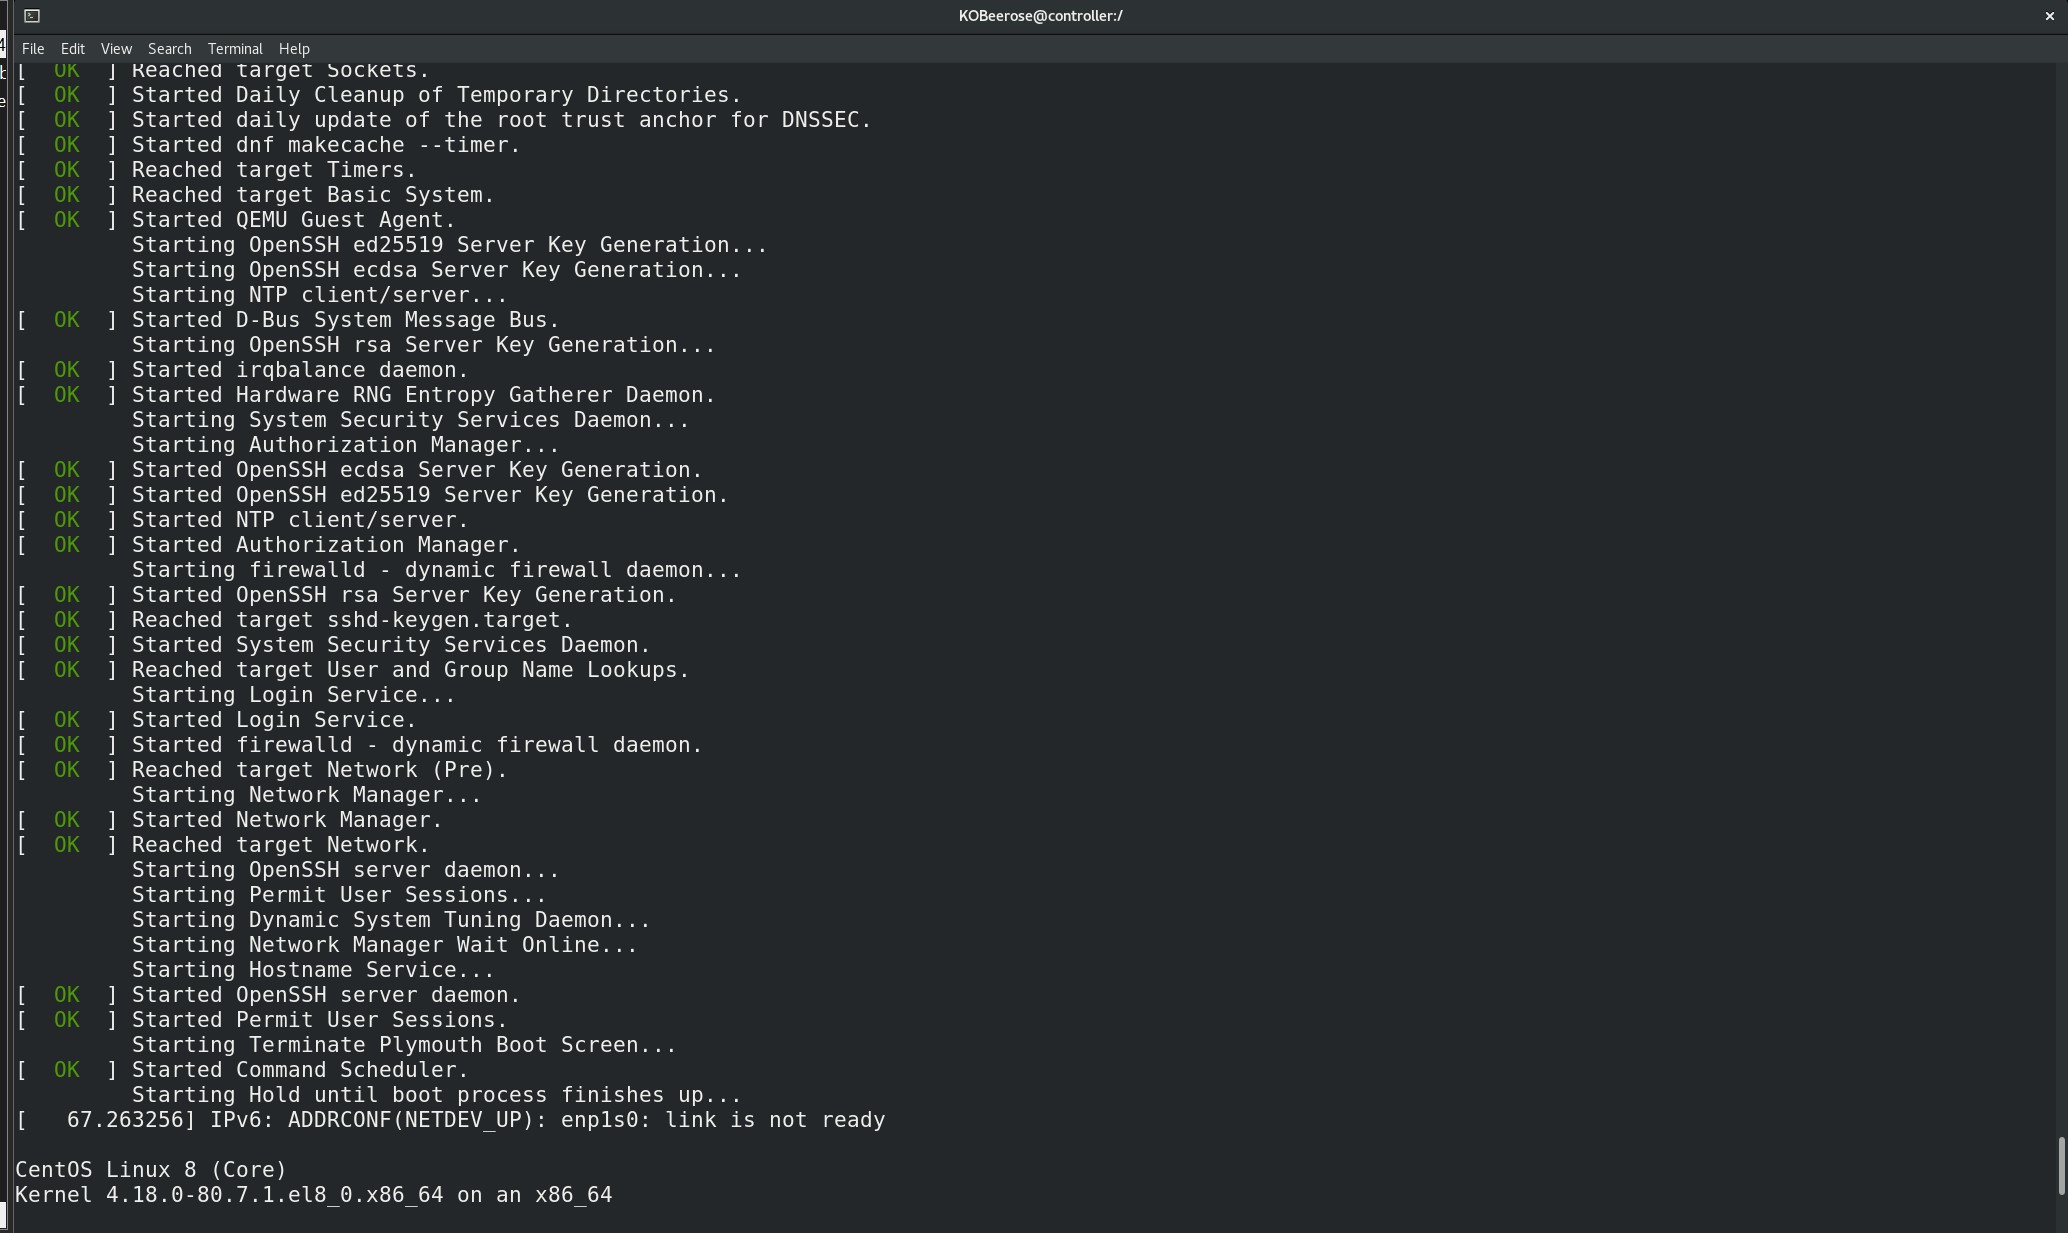 KOBeerose@controller:/
×
File Edit View Search Terminal Help
[  OK  ] Reached target Sockets.
[  OK  ] Started Daily Cleanup of Temporary Directories.
[  OK  ] Started daily update of the root trust anchor for DNSSEC.
[  OK  ] Started dnf makecache --timer.
[  OK  ] Reached target Timers.
[  OK  ] Reached target Basic System.
[  OK  ] Started QEMU Guest Agent.
         Starting OpenSSH ed25519 Server Key Generation...
         Starting OpenSSH ecdsa Server Key Generation...
         Starting NTP client/server...
[  OK  ] Started D-Bus System Message Bus.
         Starting OpenSSH rsa Server Key Generation...
[  OK  ] Started irqbalance daemon.
[  OK  ] Started Hardware RNG Entropy Gatherer Daemon.
         Starting System Security Services Daemon...
         Starting Authorization Manager...
[  OK  ] Started OpenSSH ecdsa Server Key Generation.
[  OK  ] Started OpenSSH ed25519 Server Key Generation.
[  OK  ] Started NTP client/server.
[  OK  ] Started Authorization Manager.
         Starting firewalld - dynamic firewall daemon...
[  OK  ] Started OpenSSH rsa Server Key Generation.
[  OK  ] Reached target sshd-keygen.target.
[  OK  ] Started System Security Services Daemon.
[  OK  ] Reached target User and Group Name Lookups.
         Starting Login Service...
[  OK  ] Started Login Service.
[  OK  ] Started firewalld - dynamic firewall daemon.
[  OK  ] Reached target Network (Pre).
         Starting Network Manager...
[  OK  ] Started Network Manager.
[  OK  ] Reached target Network.
         Starting OpenSSH server daemon...
         Starting Permit User Sessions...
         Starting Dynamic System Tuning Daemon...
         Starting Network Manager Wait Online...
         Starting Hostname Service...
[  OK  ] Started OpenSSH server daemon.
[  OK  ] Started Permit User Sessions.
         Starting Terminate Plymouth Boot Screen...
[  OK  ] Started Command Scheduler.
         Starting Hold until boot process finishes up...
[   67.263256] IPv6: ADDRCONF(NETDEV_UP): enp1s0: link is not ready
CentOS Linux 8 (Core)
Kernel 4.18.0-80.7.1.el8_0.x86_64 on an x86_64